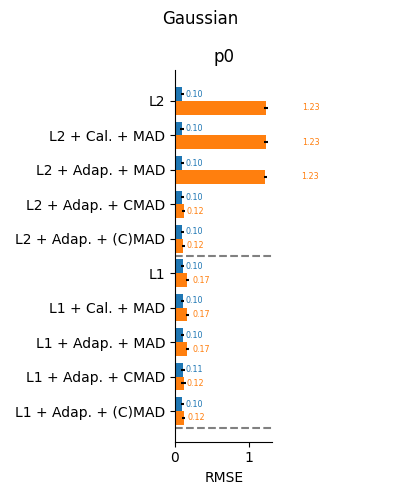 Gaussian
p0
L2 0.10 1.23
L2 + Cal. + MAD 0.10 1.23
L2 + Adap. + MAD 0.10 1.23
L2 + Adap. + CMAD 0.10 0.12
L2 + Adap. + (C)MAD 0.10 0.12
L1 0.10 0.17
L1 + Cal. + MAD 0.10 0.17
L1 + Adap. + MAD 0.10 0.17
L1 + Adap. + CMAD 0.11 0.12
L1 + Adap. + (C)MAD 0.10 0.12
0 1
RMSE